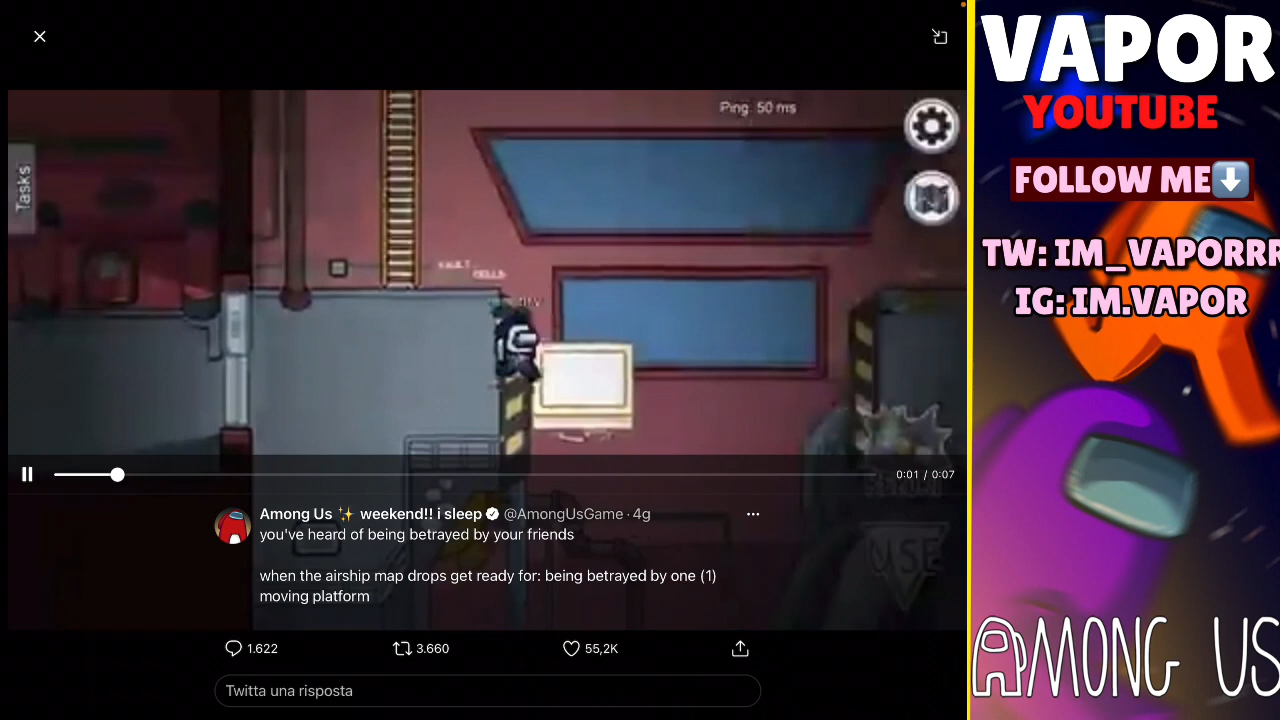 Ping: 50 ms
Tasks
VAULT
USE
0:01 / 0:07
Among Us ✨ weekend!! i sleep @AmongUsGame · 4g
you've heard of being betrayed by your friends
when the airship map drops get ready for: being betrayed by one (1)
moving platform
1.622
3.660
55,2K
Twitta una risposta
VAPOR
YOUTUBE
FOLLOW ME⬇️
TW: IM_VAPORRR
IG: IM.VAPOR
AMONG US